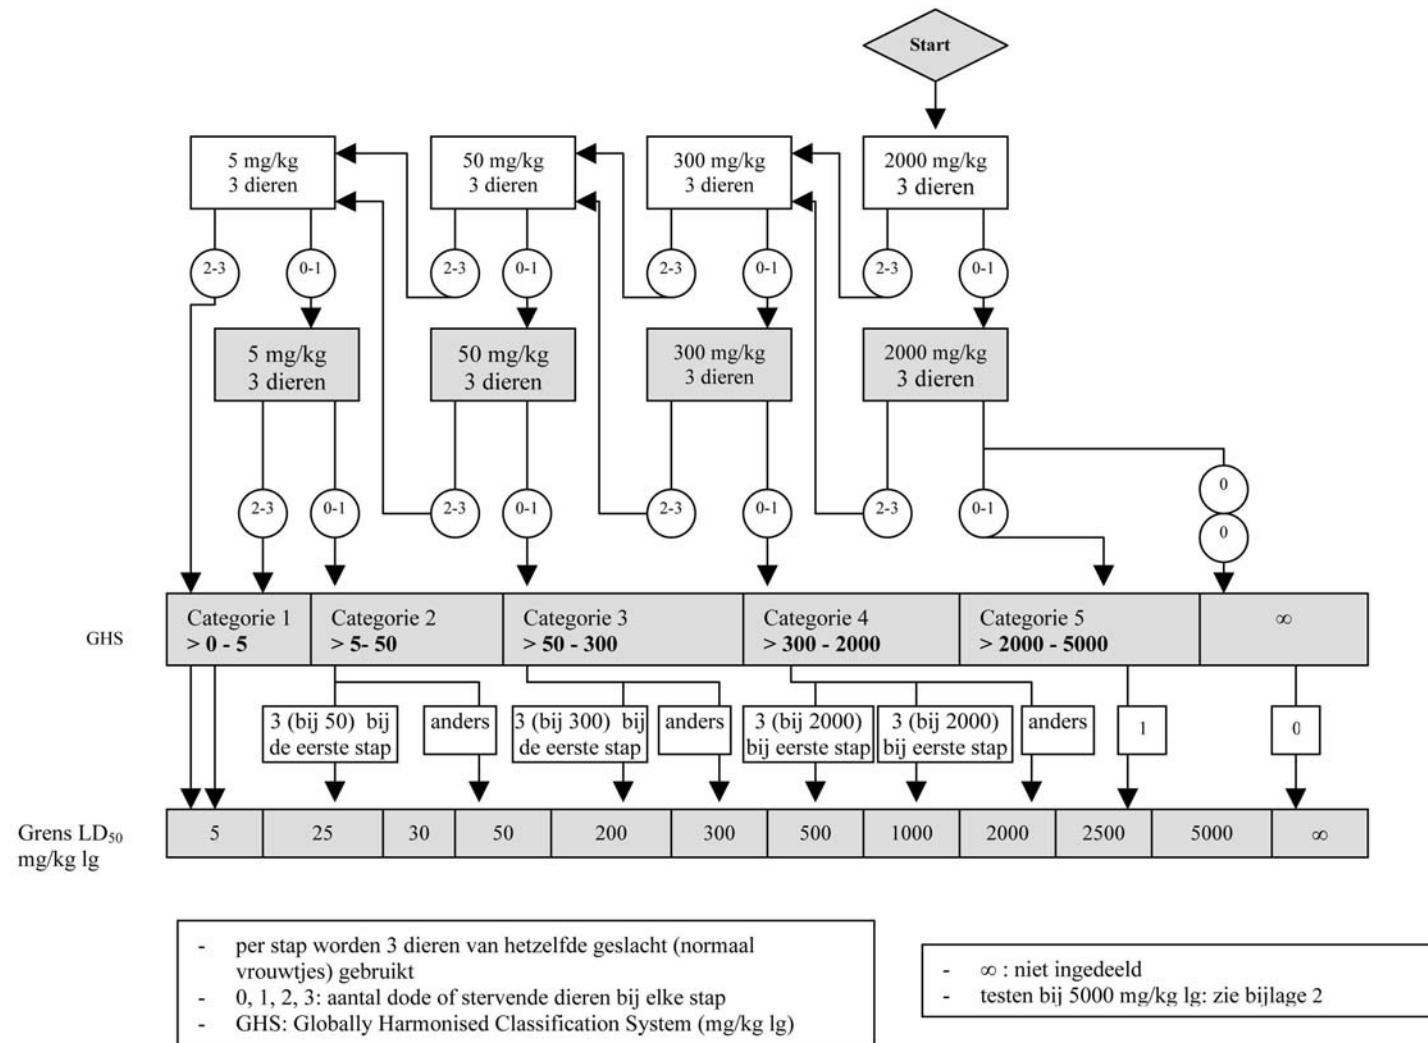 Start
5 mg/kg
3 dieren
50 mg/kg
3 dieren
300 mg/kg
3 dieren
2000 mg/kg
3 dieren
2-3
0-1
2-3
0-1
2-3
0-1
2-3
0-1
5 mg/kg
3 dieren
50 mg/kg
3 dieren
300 mg/kg
3 dieren
2000 mg/kg
3 dieren
2-3
0-1
2-3
0-1
2-3
0-1
2-3
0-1
0
0
GHS
Categorie 1
> 0 - 5
Categorie 2
> 5- 50
Categorie 3
> 50 - 300
Categorie 4
> 300 - 2000
Categorie 5
> 2000 - 5000
∞
3 (bij 50) bij
de eerste stap
anders
3 (bij 300) bij
de eerste stap
anders
3 (bij 2000)
bij eerste stap
3 (bij 2000)
bij eerste stap
anders
1
0
Grens LD₅₀
mg/kg lg
5
25
30
50
200
300
500
1000
2000
2500
5000
∞
- per stap worden 3 dieren van hetzelfde geslacht (normaal
vrouwtjes) gebruikt
- 0, 1, 2, 3: aantal dode of stervende dieren bij elke stap
- GHS: Globally Harmonised Classification System (mg/kg lg)
- ∞ : niet ingedeeld
- testen bij 5000 mg/kg lg: zie bijlage 2